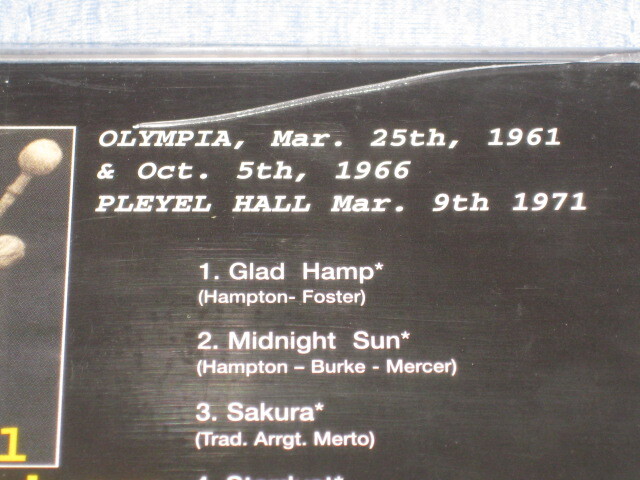 OLYMPIA, Mar. 25th, 1961
& Oct. 5th, 1966
PLEYEL HALL Mar. 9th 1971
1. Glad Hamp*
(Hampton- Foster)
2. Midnight Sun*
(Hampton – Burke - Mercer)
3. Sakura*
(Trad. Arrgt. Merto)
1